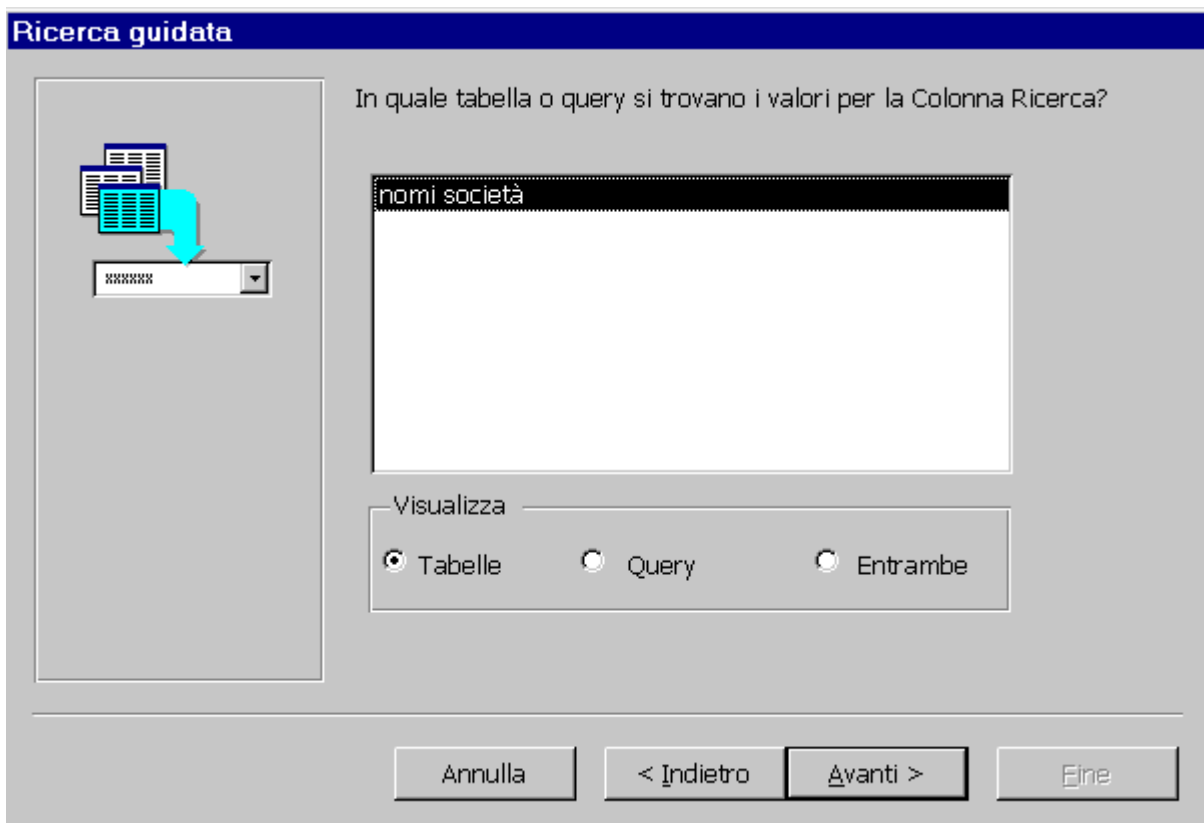 Ricerca guidata
In quale tabella o query si trovano i valori per la Colonna Ricerca?
xxxxxx
nomi società
Visualizza
Tabelle Query Entrambe
Annulla < Indietro Avanti > Fine